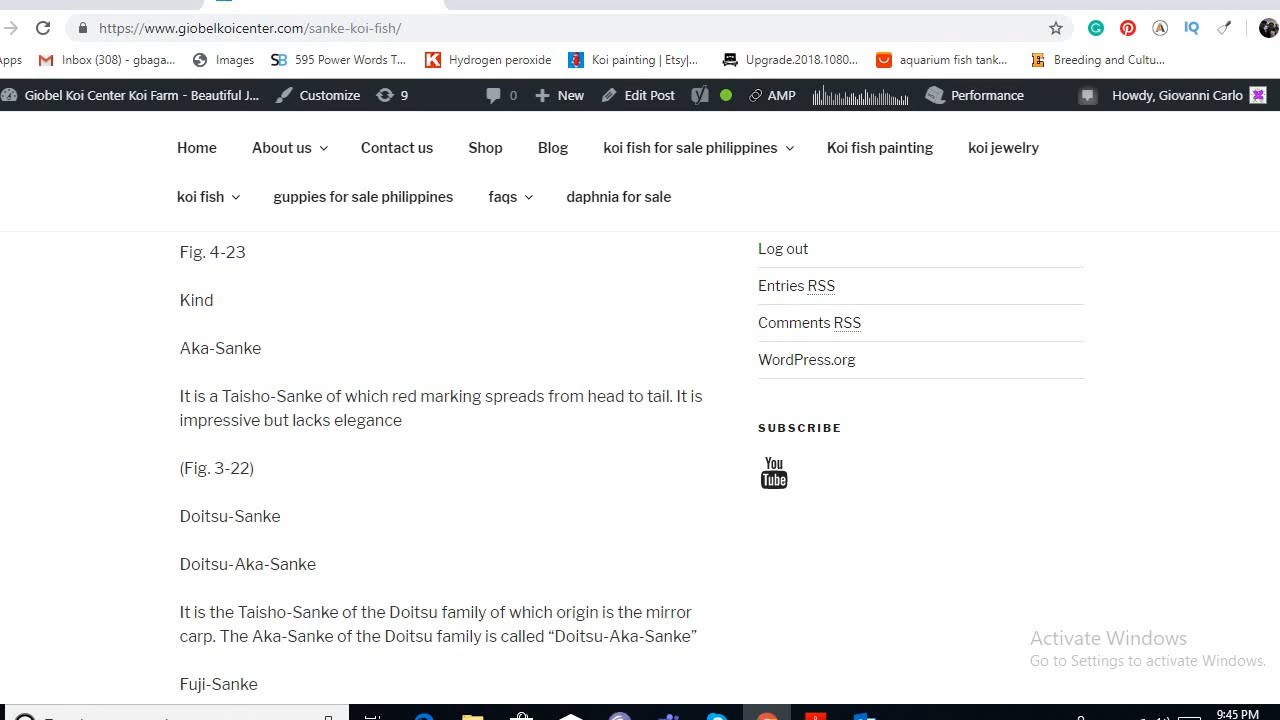 https://www.giobelkoicenter.com/sanke-koi-fish/
Apps Inbox (308) - gbaga... Images 595 Power Words T... Hydrogen peroxide Koi painting | Etsy|... Upgrade.2018.1080... aquarium fish tank... Breeding and Cultu...
Giobel Koi Center Koi Farm - Beautiful J... Customize 9 0 New Edit Post AMP Performance Howdy, Giovanni Carlo
Home About us Contact us Shop Blog koi fish for sale philippines Koi fish painting koi jewelry
koi fish guppies for sale philippines faqs daphnia for sale
Fig. 4-23
Kind
Aka-Sanke
It is a Taisho-Sanke of which red marking spreads from head to tail. It is
impressive but lacks elegance
(Fig. 3-22)
Doitsu-Sanke
Doitsu-Aka-Sanke
It is the Taisho-Sanke of the Doitsu family of which origin is the mirror
carp. The Aka-Sanke of the Doitsu family is called “Doitsu-Aka-Sanke”
Fuji-Sanke
Log out
Entries RSS
Comments RSS
WordPress.org
SUBSCRIBE
You
Tube
Activate Windows
Go to Settings to activate Windows.
9:45 PM